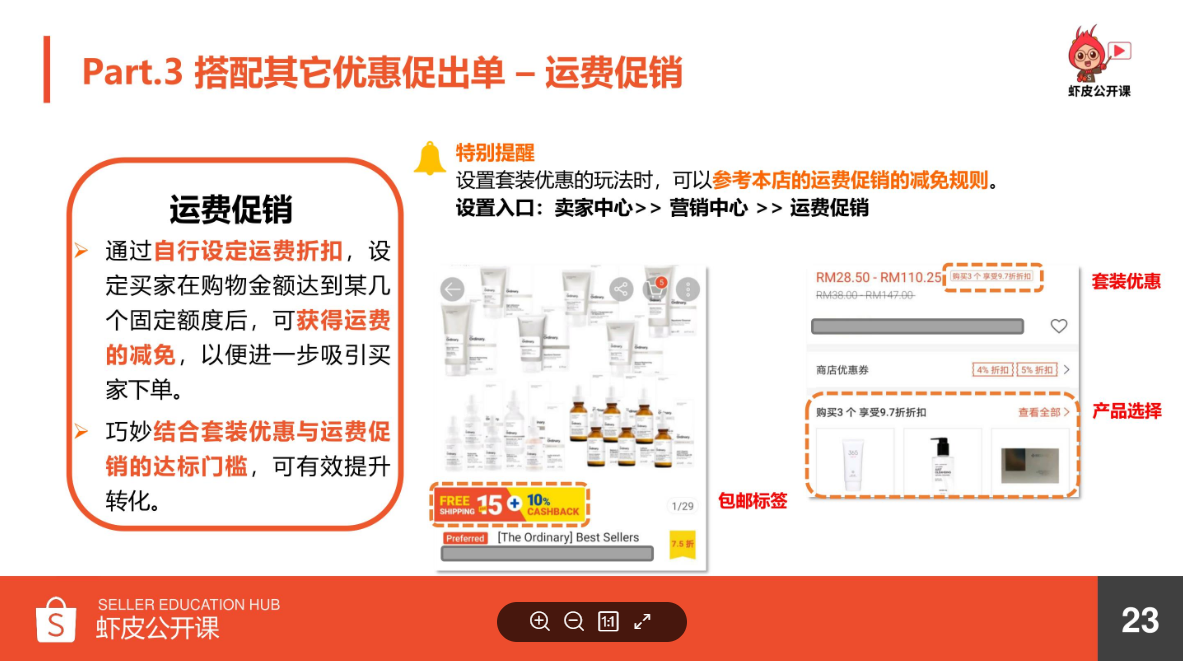 Part.3 搭配其它优惠促出单 – 运费促销
虾皮公开课
运费促销
➢ 通过自行设定运费折扣，设
定买家在购物金额达到某几
个固定额度后，可获得运费
的减免，以便进一步吸引买
家下单。
➢ 巧妙结合套装优惠与运费促
销的达标门槛，可有效提升
转化。
特别提醒
设置套装优惠的玩法时，可以参考本店的运费促销的减免规则。
设置入口：卖家中心>> 营销中心 >> 运费促销
5
FREE
SHIPPING
15
+
10%
CASHBACK
1/29
Preferred [The Ordinary] Best Sellers
7.5 折
包邮标签
RM28.50 - RM110.25 购买3 个 享受9.7折折扣
RM38.00 - RM147.00
套装优惠
商店优惠券 4% 折扣 5% 折扣 >
购买3 个 享受9.7折折扣 查看全部 >
产品选择
S
SELLER EDUCATION HUB
虾皮公开课
1:1
23